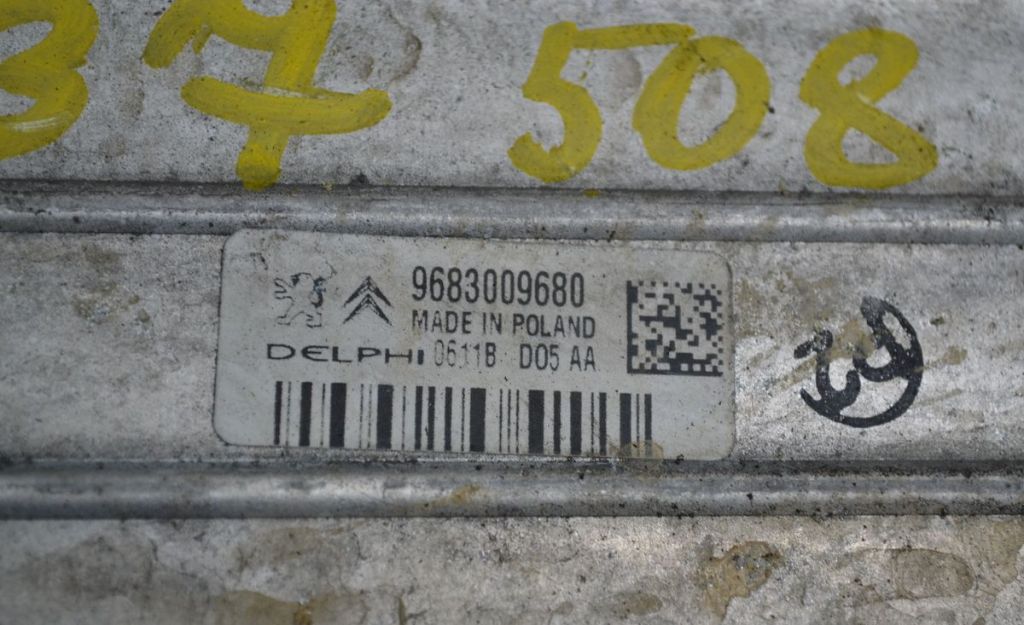 37 508
9683009680
MADE IN POLAND
DELPHI 0611B D05 AA